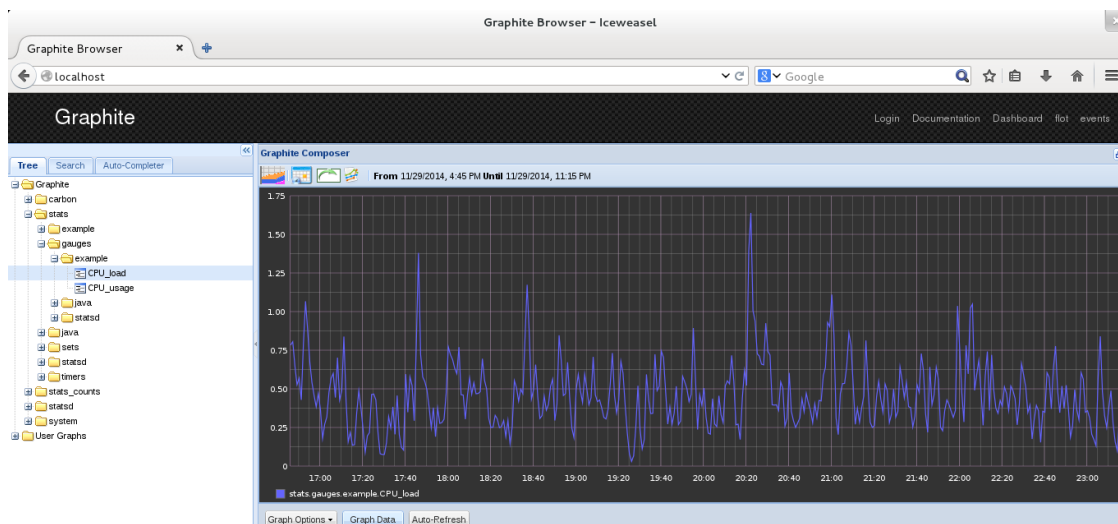 Graphite Browser – Iceweasel
Graphite Browser
localhost
Google
Graphite
Login Documentation Dashboard flot events
Tree Search Auto-Completer
Graphite
carbon
stats
example
gauges
example
CPU_load
CPU_usage
java
statsd
java
sets
statsd
timers
stats_counts
statsd
system
User Graphs
Graphite Composer
From 11/29/2014, 4:45 PM Until 11/29/2014, 11:15 PM
1.75
1.50
1.25
1.00
0.75
0.50
0.25
0
17:00 17:20 17:40 18:00 18:20 18:40 19:00 19:20 19:40 20:00 20:20 20:40 21:00 21:20 21:40 22:00 22:20 22:40 23:00
stats.gauges.example.CPU_load
Graph Options Graph Data Auto-Refresh